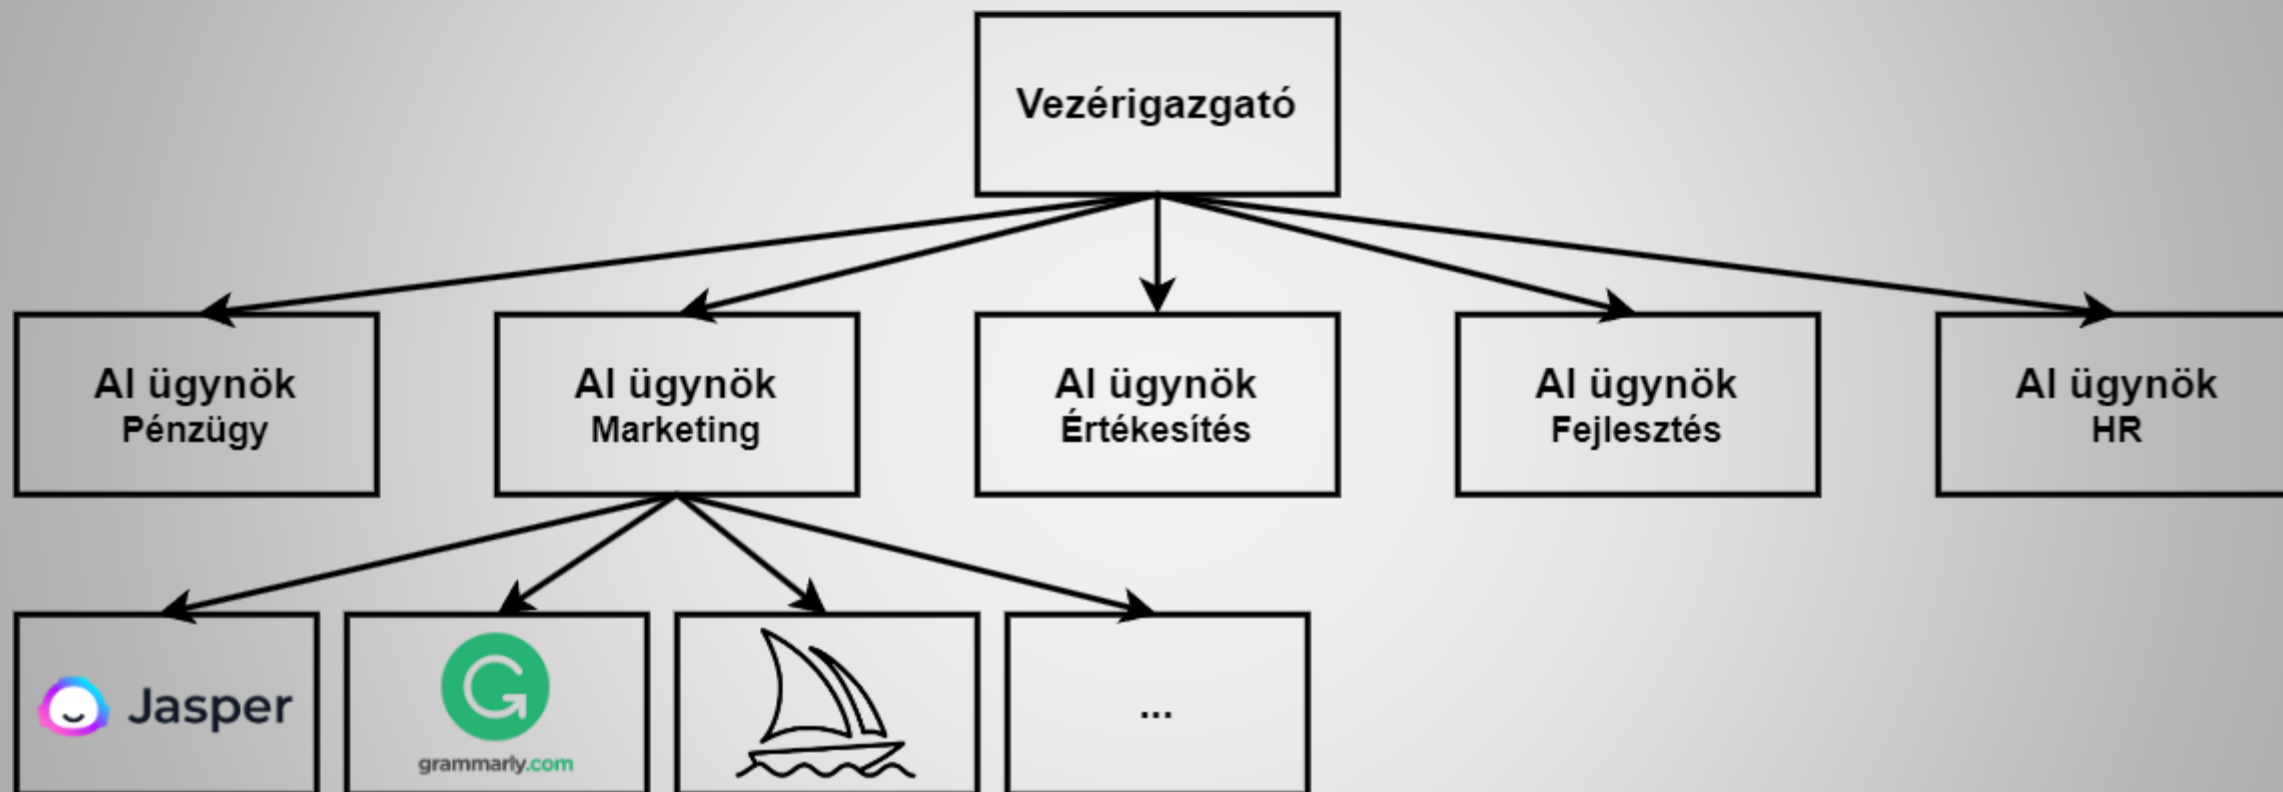 Vezérigazgató
AI ügynök
Pénzügy
AI ügynök
Marketing
AI ügynök
Értékesítés
AI ügynök
Fejlesztés
AI ügynök
HR
Jasper
G
grammarly.com
...